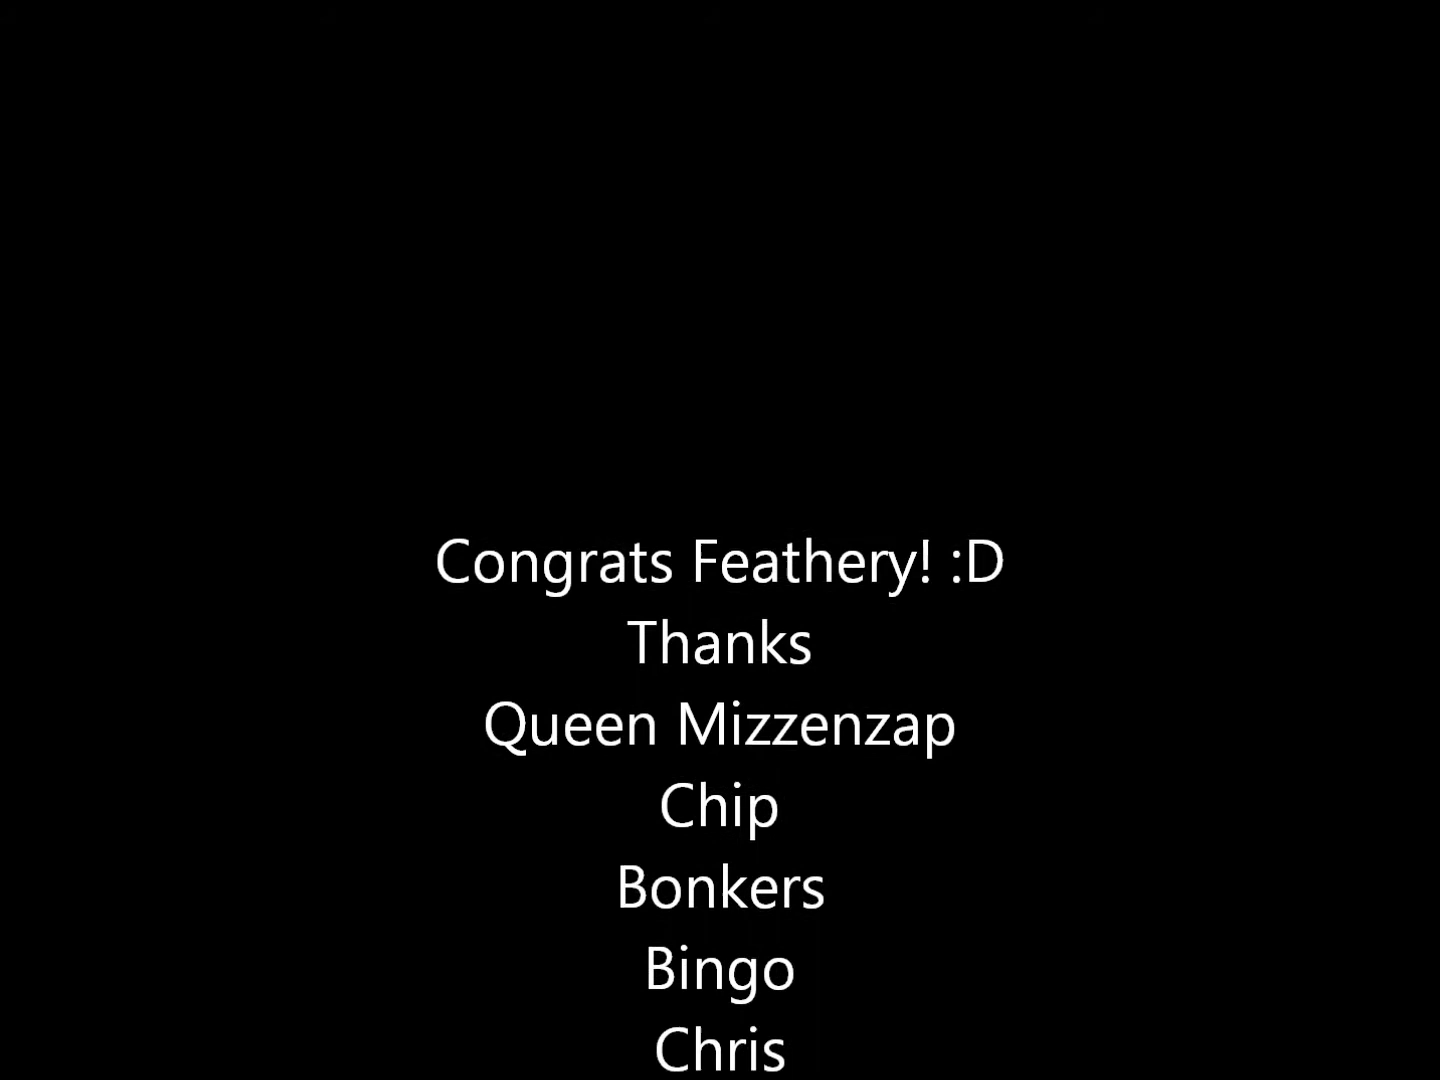 Congrats Feathery! :D
Thanks
Queen Mizzenzap
Chip
Bonkers
Bingo
Chris